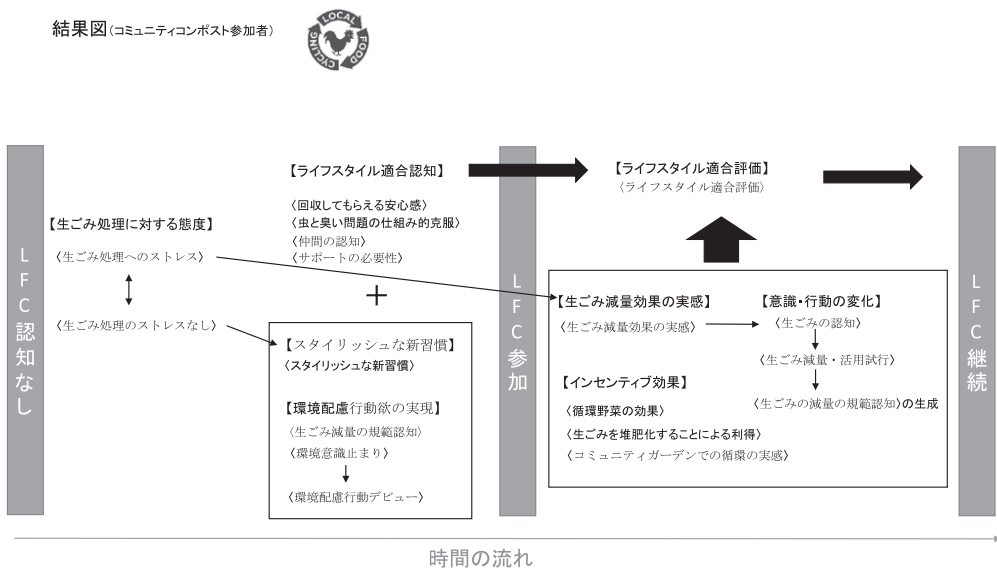 結果図(コミュニティコンポスト参加者)
LOCAL
FOOD
CYCLING
LFC認知なし
【生ごみ処理に対する態度】
〈生ごみ処理へのストレス〉
〈生ごみ処理のストレスなし〉
【ライフスタイル適合認知】
〈回収してもらえる安心感〉
〈虫と臭い問題の仕組み的克服〉
〈仲間の認知〉
〈サポートの必要性〉
+
【スタイリッシュな新習慣】
〈スタイリッシュな新習慣〉
【環境配慮行動欲の実現】
〈生ごみ減量の規範認知〉
〈環境意識止まり〉
〈環境配慮行動デビュー〉
LFC参加
【ライフスタイル適合評価】
〈ライフスタイル適合評価〉
【生ごみ減量効果の実感】
〈生ごみ減量効果の実感〉
【インセンティブ効果】
〈循環野菜の効果〉
〈生ごみを堆肥化することによる利得〉
〈コミュニティガーデンでの循環の実感〉
【意識・行動の変化】
〈生ごみの認知〉
〈生ごみ減量・活用試行〉
〈生ごみの減量の規範認知〉の生成
LFC継続
時間の流れ